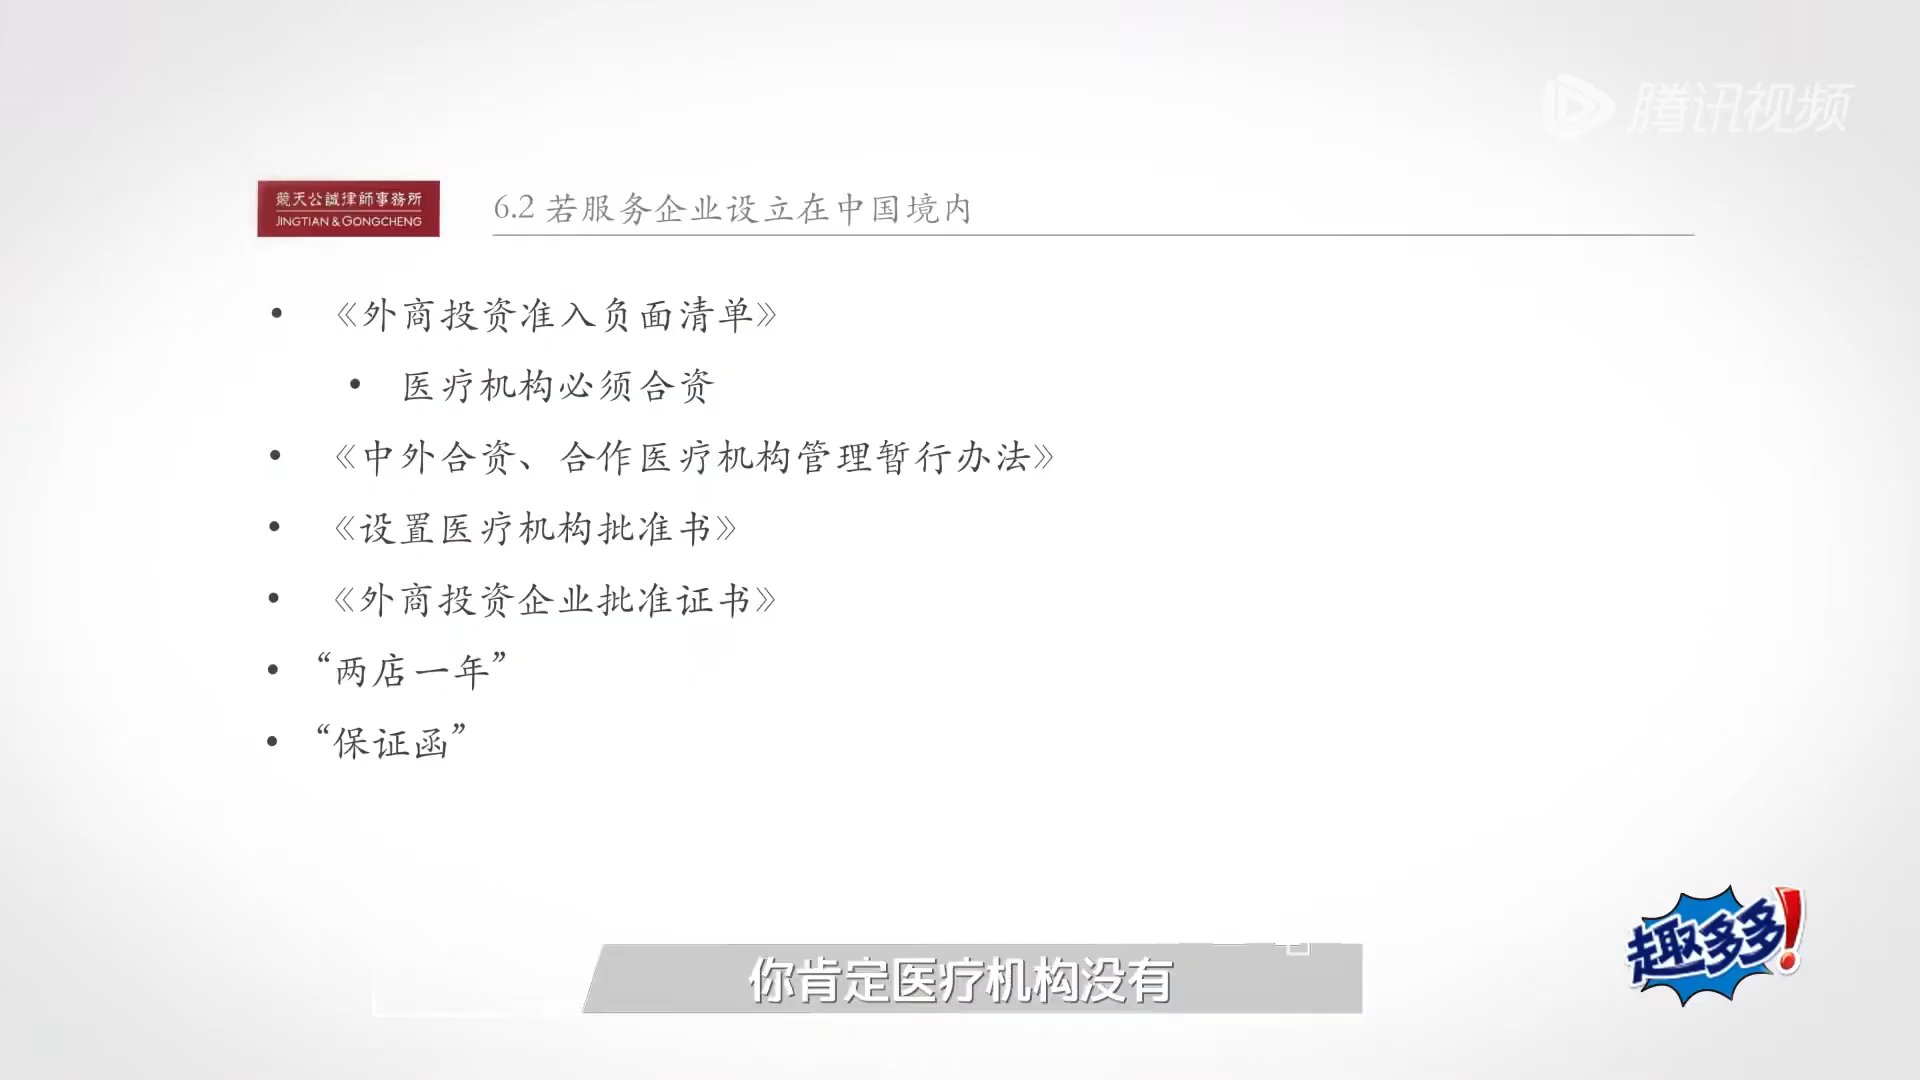 腾讯视频
競天公誠律師事務所
JINGTIAN & GONGCHENG
6.2 若服务企业设立在中国境内
• 《外商投资准入负面清单》
• 医疗机构必须合资
• 《中外合资、合作医疗机构管理暂行办法》
• 《设置医疗机构批准书》
• 《外商投资企业批准证书》
• “两店一年”
• “保证函”
趣多多!
你肯定医疗机构没有